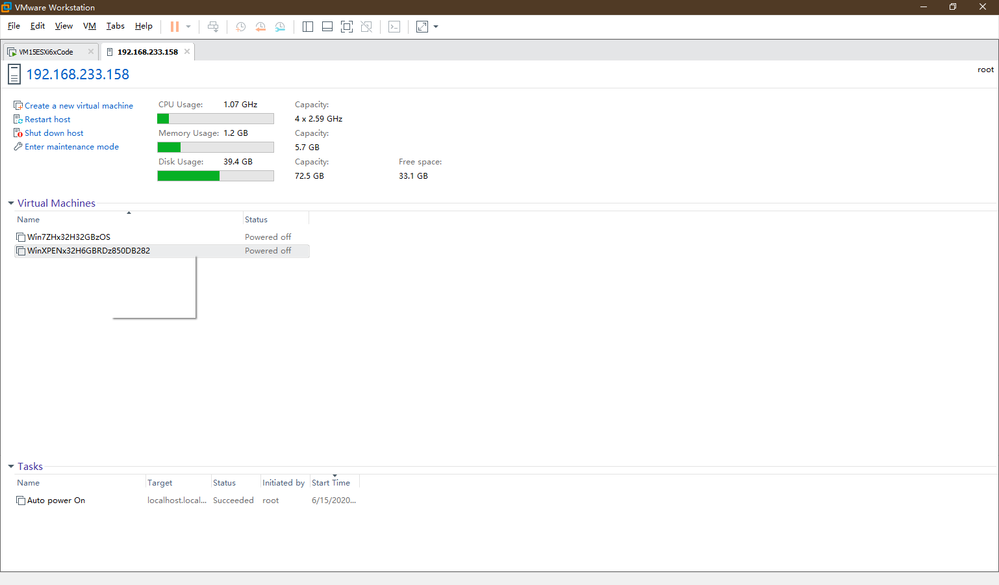 VMware Workstation
File Edit View VM Tabs Help
VM15ESXi6xCode 192.168.233.158
192.168.233.158 root
Create a new virtual machine
Restart host
Shut down host
Enter maintenance mode
CPU Usage: 1.07 GHz Capacity:
4 x 2.59 GHz
Memory Usage: 1.2 GB Capacity:
5.7 GB
Disk Usage: 39.4 GB Capacity: Free space:
72.5 GB 33.1 GB
Virtual Machines
Name Status
Win7ZHx32H32GBzOS Powered off
WinXPENx32H6GBRDz850DB282 Powered off
Tasks
Name Target Status Initiated by Start Time
Auto power On localhost.local... Succeeded root 6/15/2020...